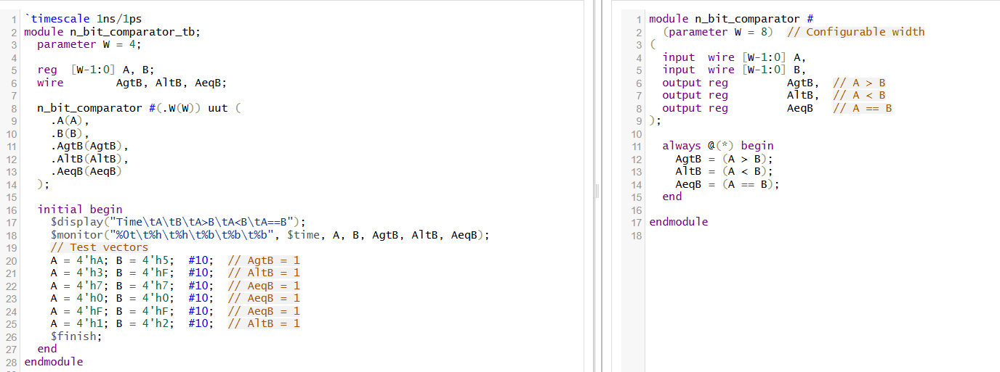 1 `timescale 1ns/1ps
2 module n_bit_comparator_tb;
3   parameter W = 4;
4
5   reg  [W-1:0] A, B;
6   wire        AgtB, AltB, AeqB;
7
8   n_bit_comparator #(.W(W)) uut (
9     .A(A),
10     .B(B),
11     .AgtB(AgtB),
12     .AltB(AltB),
13     .AeqB(AeqB)
14   );
15
16   initial begin
17     $display("Time\tA\tB\tA>B\tA<B\tA==B");
18     $monitor("%0t\t%h\t%h\t%b\t%b\t%b", $time, A, B, AgtB, AltB, AeqB);
19     // Test vectors
20     A = 4'hA; B = 4'h5;  #10;  // AgtB = 1
21     A = 4'h3; B = 4'hF;  #10;  // AltB = 1
22     A = 4'h7; B = 4'h7;  #10;  // AeqB = 1
23     A = 4'h0; B = 4'h0;  #10;  // AeqB = 1
24     A = 4'hF; B = 4'hF;  #10;  // AeqB = 1
25     A = 4'h1; B = 4'h2;  #10;  // AltB = 1
26     $finish;
27   end
28 endmodule
1 module n_bit_comparator #
2   (parameter W = 8)  // Configurable width
3 (
4   input  wire [W-1:0] A,
5   input  wire [W-1:0] B,
6   output reg         AgtB,  // A > B
7   output reg         AltB,  // A < B
8   output reg         AeqB   // A == B
9 );
10
11   always @(*) begin
12     AgtB = (A > B);
13     AltB = (A < B);
14     AeqB = (A == B);
15   end
16
17 endmodule
18